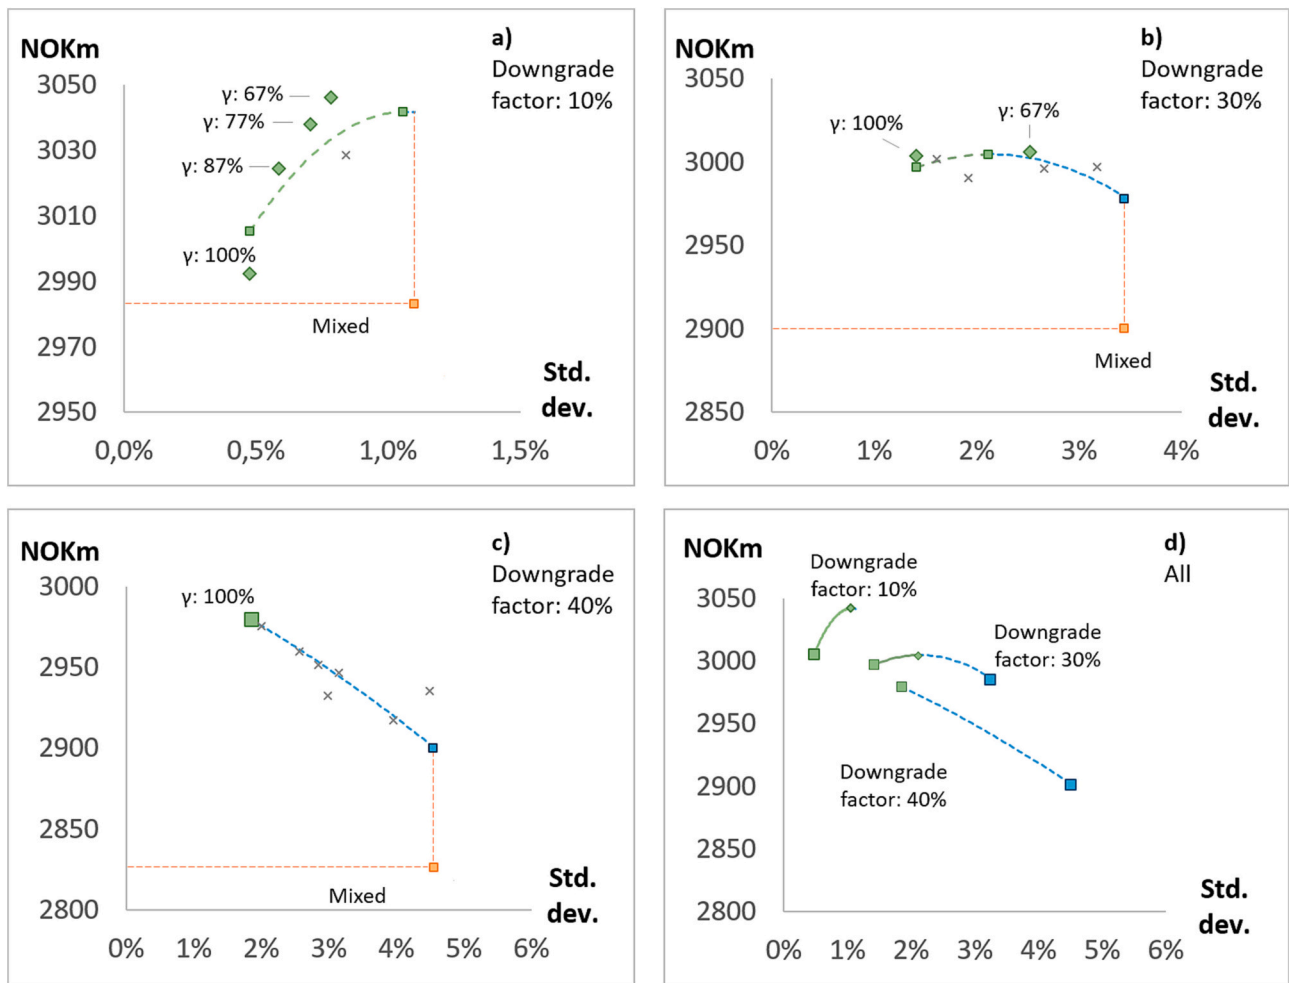 NOKm
a)
Downgrade
factor: 10%
3050
3030
3010
2990
2970
2950
γ: 67%
γ: 77%
γ: 87%
γ: 100%
Mixed
Std.
dev.
0,0% 0,5% 1,0% 1,5%
NOKm
b)
Downgrade
factor: 30%
3050
3000
2950
2900
2850
γ: 100%
γ: 67%
Mixed
Std.
dev.
0% 1% 2% 3% 4%
NOKm
c)
Downgrade
factor: 40%
3000
2950
2900
2850
2800
γ: 100%
Mixed
Std.
dev.
0% 1% 2% 3% 4% 5% 6%
NOKm
d)
All
3050
3000
2950
2900
2850
2800
Downgrade
factor: 10%
Downgrade
factor: 30%
Downgrade
factor: 40%
Std.
dev.
0% 1% 2% 3% 4% 5% 6%